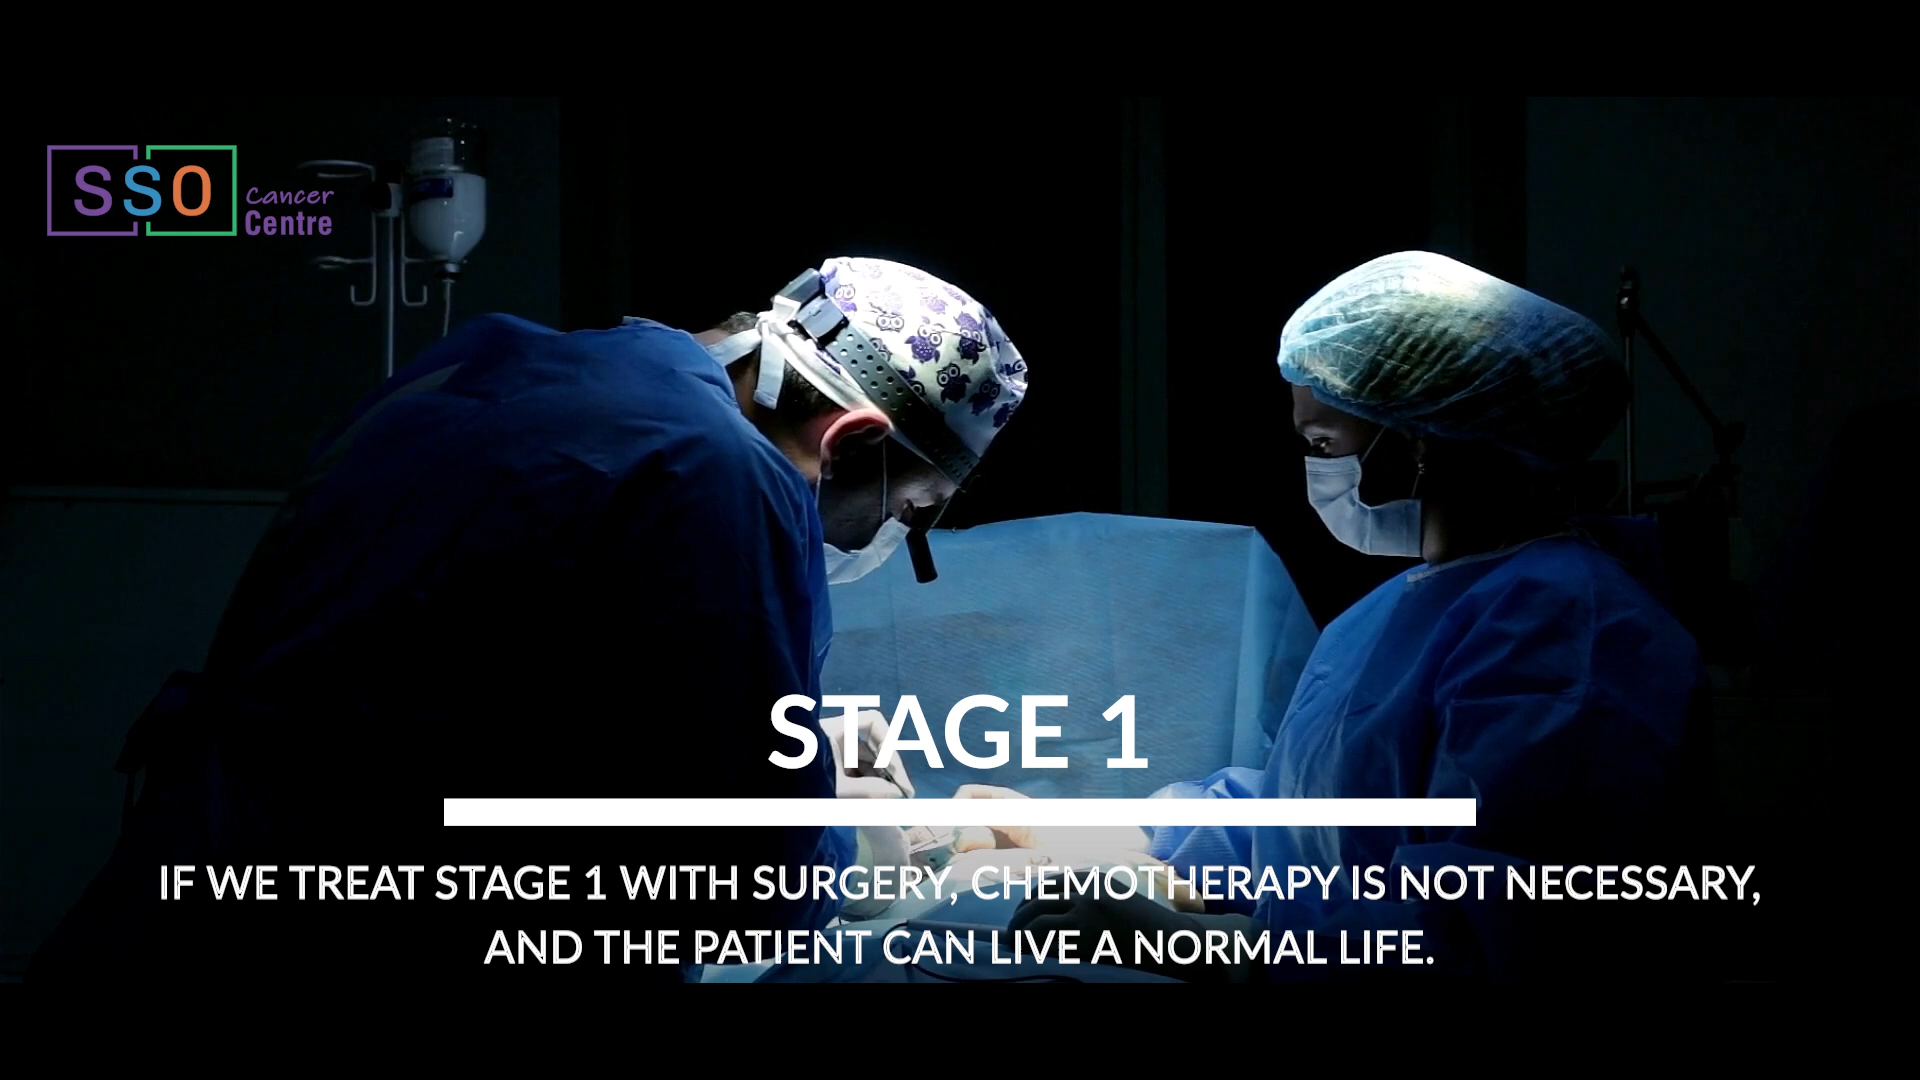 SSO
Cancer
Centre
STAGE 1
IF WE TREAT STAGE 1 WITH SURGERY, CHEMOTHERAPY IS NOT NECESSARY,
AND THE PATIENT CAN LIVE A NORMAL LIFE.